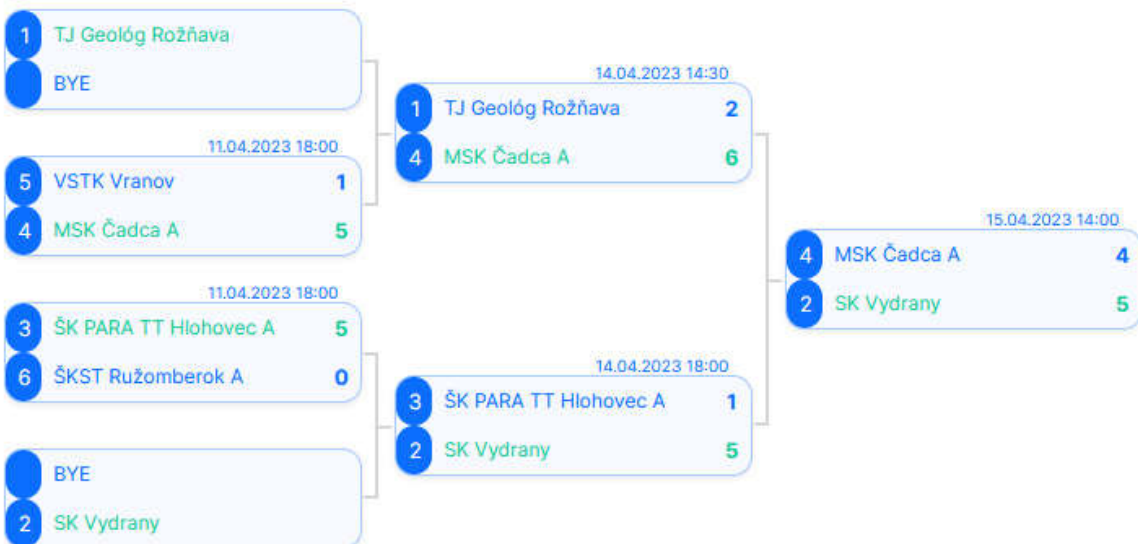 1 TJ Geológ Rožňava
BYE
11.04.2023 18:00
5 VSTK Vranov 1
4 MSK Čadca A 5
11.04.2023 18:00
3 ŠK PARA TT Hlohovec A 5
6 ŠKST Ružomberok A 0
BYE
2 SK Vydrany
14.04.2023 14:30
1 TJ Geológ Rožňava 2
4 MSK Čadca A 6
14.04.2023 18:00
3 ŠK PARA TT Hlohovec A 1
2 SK Vydrany 5
15.04.2023 14:00
4 MSK Čadca A 4
2 SK Vydrany 5